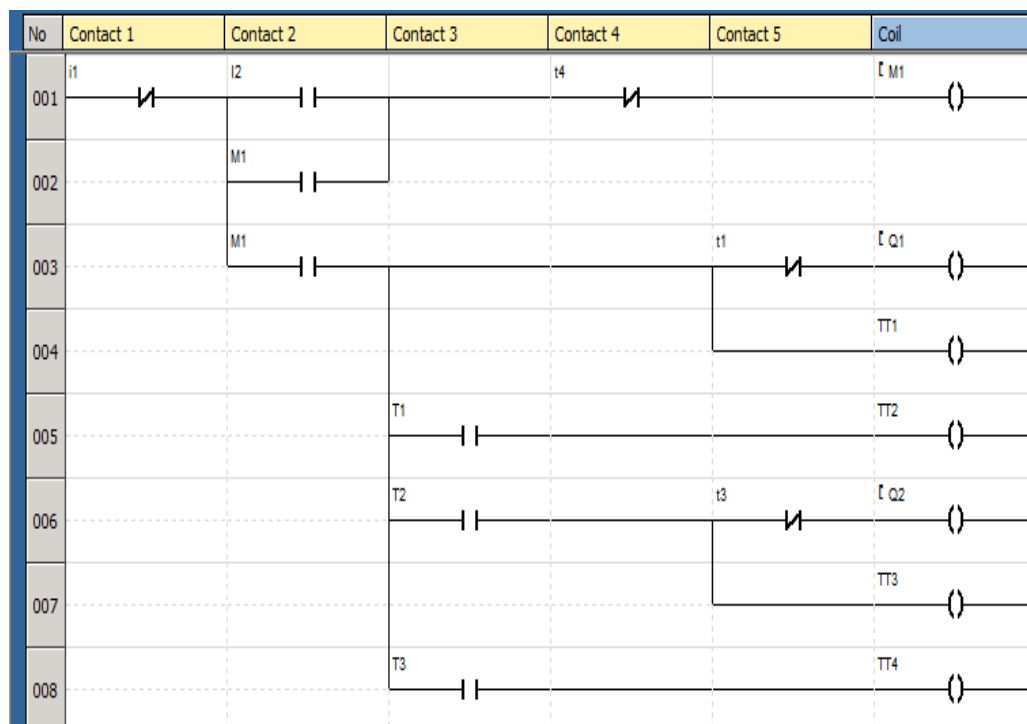 No Contact 1 Contact 2 Contact 3 Contact 4 Contact 5 Coil
i1 I2 t4 [ M1
001
M1
002
M1 t1 [ Q1
003
TT1
004
T1 TT2
005
T2 t3 [ Q2
006
TT3
007
T3 TT4
008